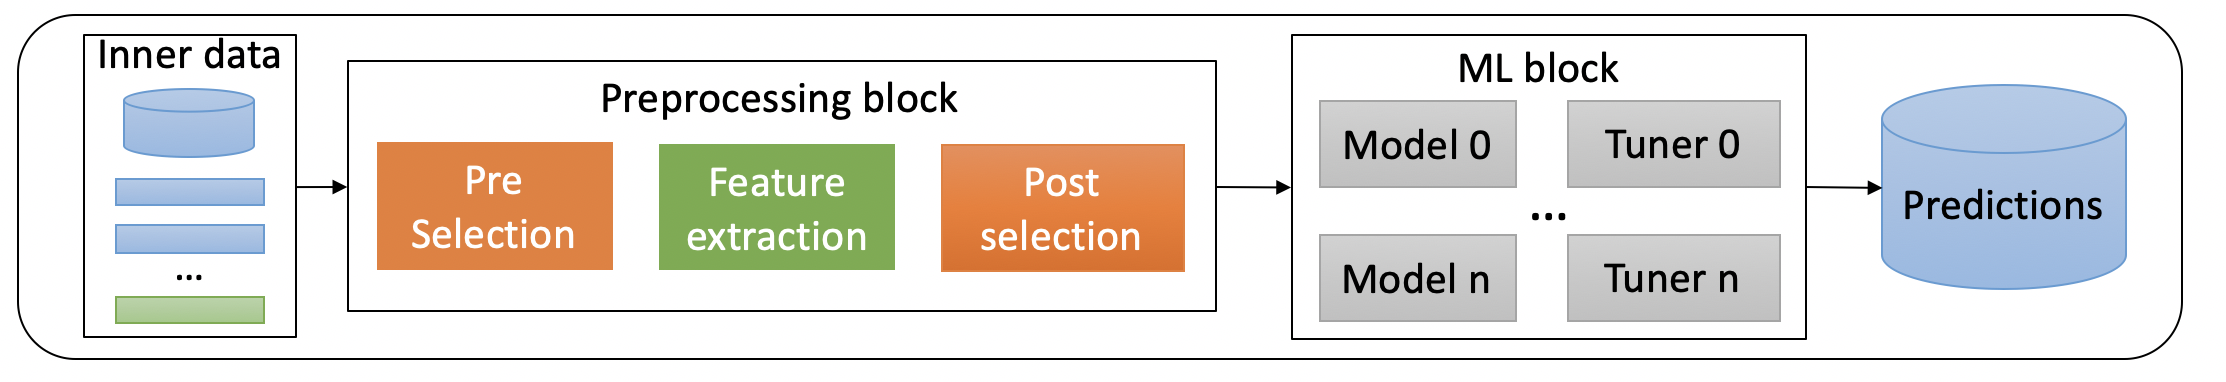 Inner data
...
Preprocessing block
Pre
Selection
Feature
extraction
Post
selection
ML block
Model 0
Tuner 0
...
Model n
Tuner n
Predictions